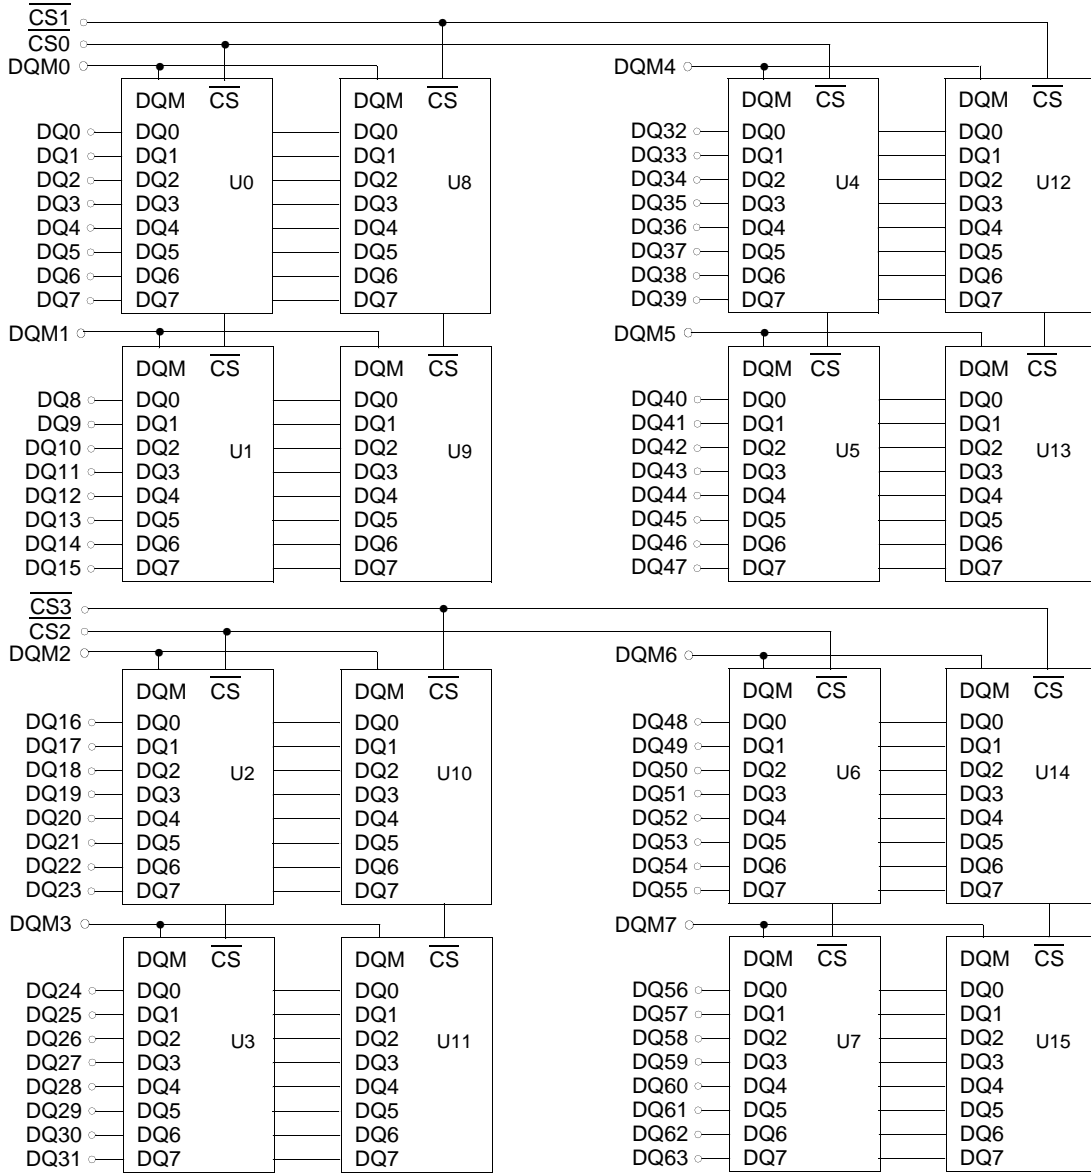 CS1
CS0
DQM0 DQM4
DQM CS DQM CS DQM CS DQM CS
DQ0 DQ0 DQ0 DQ32 DQ0 DQ0
DQ1 DQ1 DQ1 DQ33 DQ1 DQ1
DQ2 DQ2 U0 DQ2 U8 DQ34 DQ2 U4 DQ2 U12
DQ3 DQ3 DQ3 DQ35 DQ3 DQ3
DQ4 DQ4 DQ4 DQ36 DQ4 DQ4
DQ5 DQ5 DQ5 DQ37 DQ5 DQ5
DQ6 DQ6 DQ6 DQ38 DQ6 DQ6
DQ7 DQ7 DQ7 DQ39 DQ7 DQ7
DQM1 DQM5
DQM CS DQM CS DQM CS DQM CS
DQ8 DQ0 DQ0 DQ40 DQ0 DQ0
DQ9 DQ1 DQ1 DQ41 DQ1 DQ1
DQ10 DQ2 U1 DQ2 U9 DQ42 DQ2 U5 DQ2 U13
DQ11 DQ3 DQ3 DQ43 DQ3 DQ3
DQ12 DQ4 DQ4 DQ44 DQ4 DQ4
DQ13 DQ5 DQ5 DQ45 DQ5 DQ5
DQ14 DQ6 DQ6 DQ46 DQ6 DQ6
DQ15 DQ7 DQ7 DQ47 DQ7 DQ7
CS3
CS2
DQM2 DQM6
DQM CS DQM CS DQM CS DQM CS
DQ16 DQ0 DQ0 DQ48 DQ0 DQ0
DQ17 DQ1 DQ1 DQ49 DQ1 DQ1
DQ18 DQ2 U2 DQ2 U10 DQ50 DQ2 U6 DQ2 U14
DQ19 DQ3 DQ3 DQ51 DQ3 DQ3
DQ20 DQ4 DQ4 DQ52 DQ4 DQ4
DQ21 DQ5 DQ5 DQ53 DQ5 DQ5
DQ22 DQ6 DQ6 DQ54 DQ6 DQ6
DQ23 DQ7 DQ7 DQ55 DQ7 DQ7
DQM3 DQM7
DQM CS DQM CS DQM CS DQM CS
DQ24 DQ0 DQ0 DQ56 DQ0 DQ0
DQ25 DQ1 DQ1 DQ57 DQ1 DQ1
DQ26 DQ2 U3 DQ2 U11 DQ58 DQ2 U7 DQ2 U15
DQ27 DQ3 DQ3 DQ59 DQ3 DQ3
DQ28 DQ4 DQ4 DQ60 DQ4 DQ4
DQ29 DQ5 DQ5 DQ61 DQ5 DQ5
DQ30 DQ6 DQ6 DQ62 DQ6 DQ6
DQ31 DQ7 DQ7 DQ63 DQ7 DQ7